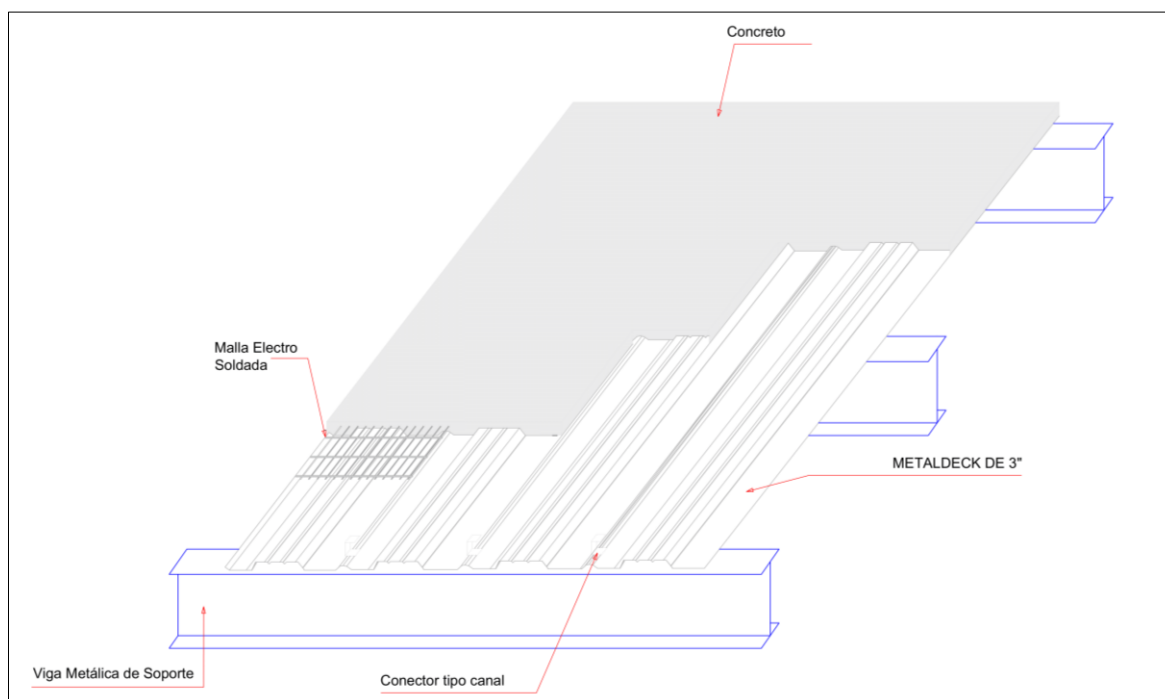 Concreto
Malla Electro
Soldada
METALDECK DE 3"
Viga Metálica de Soporte
Conector tipo canal